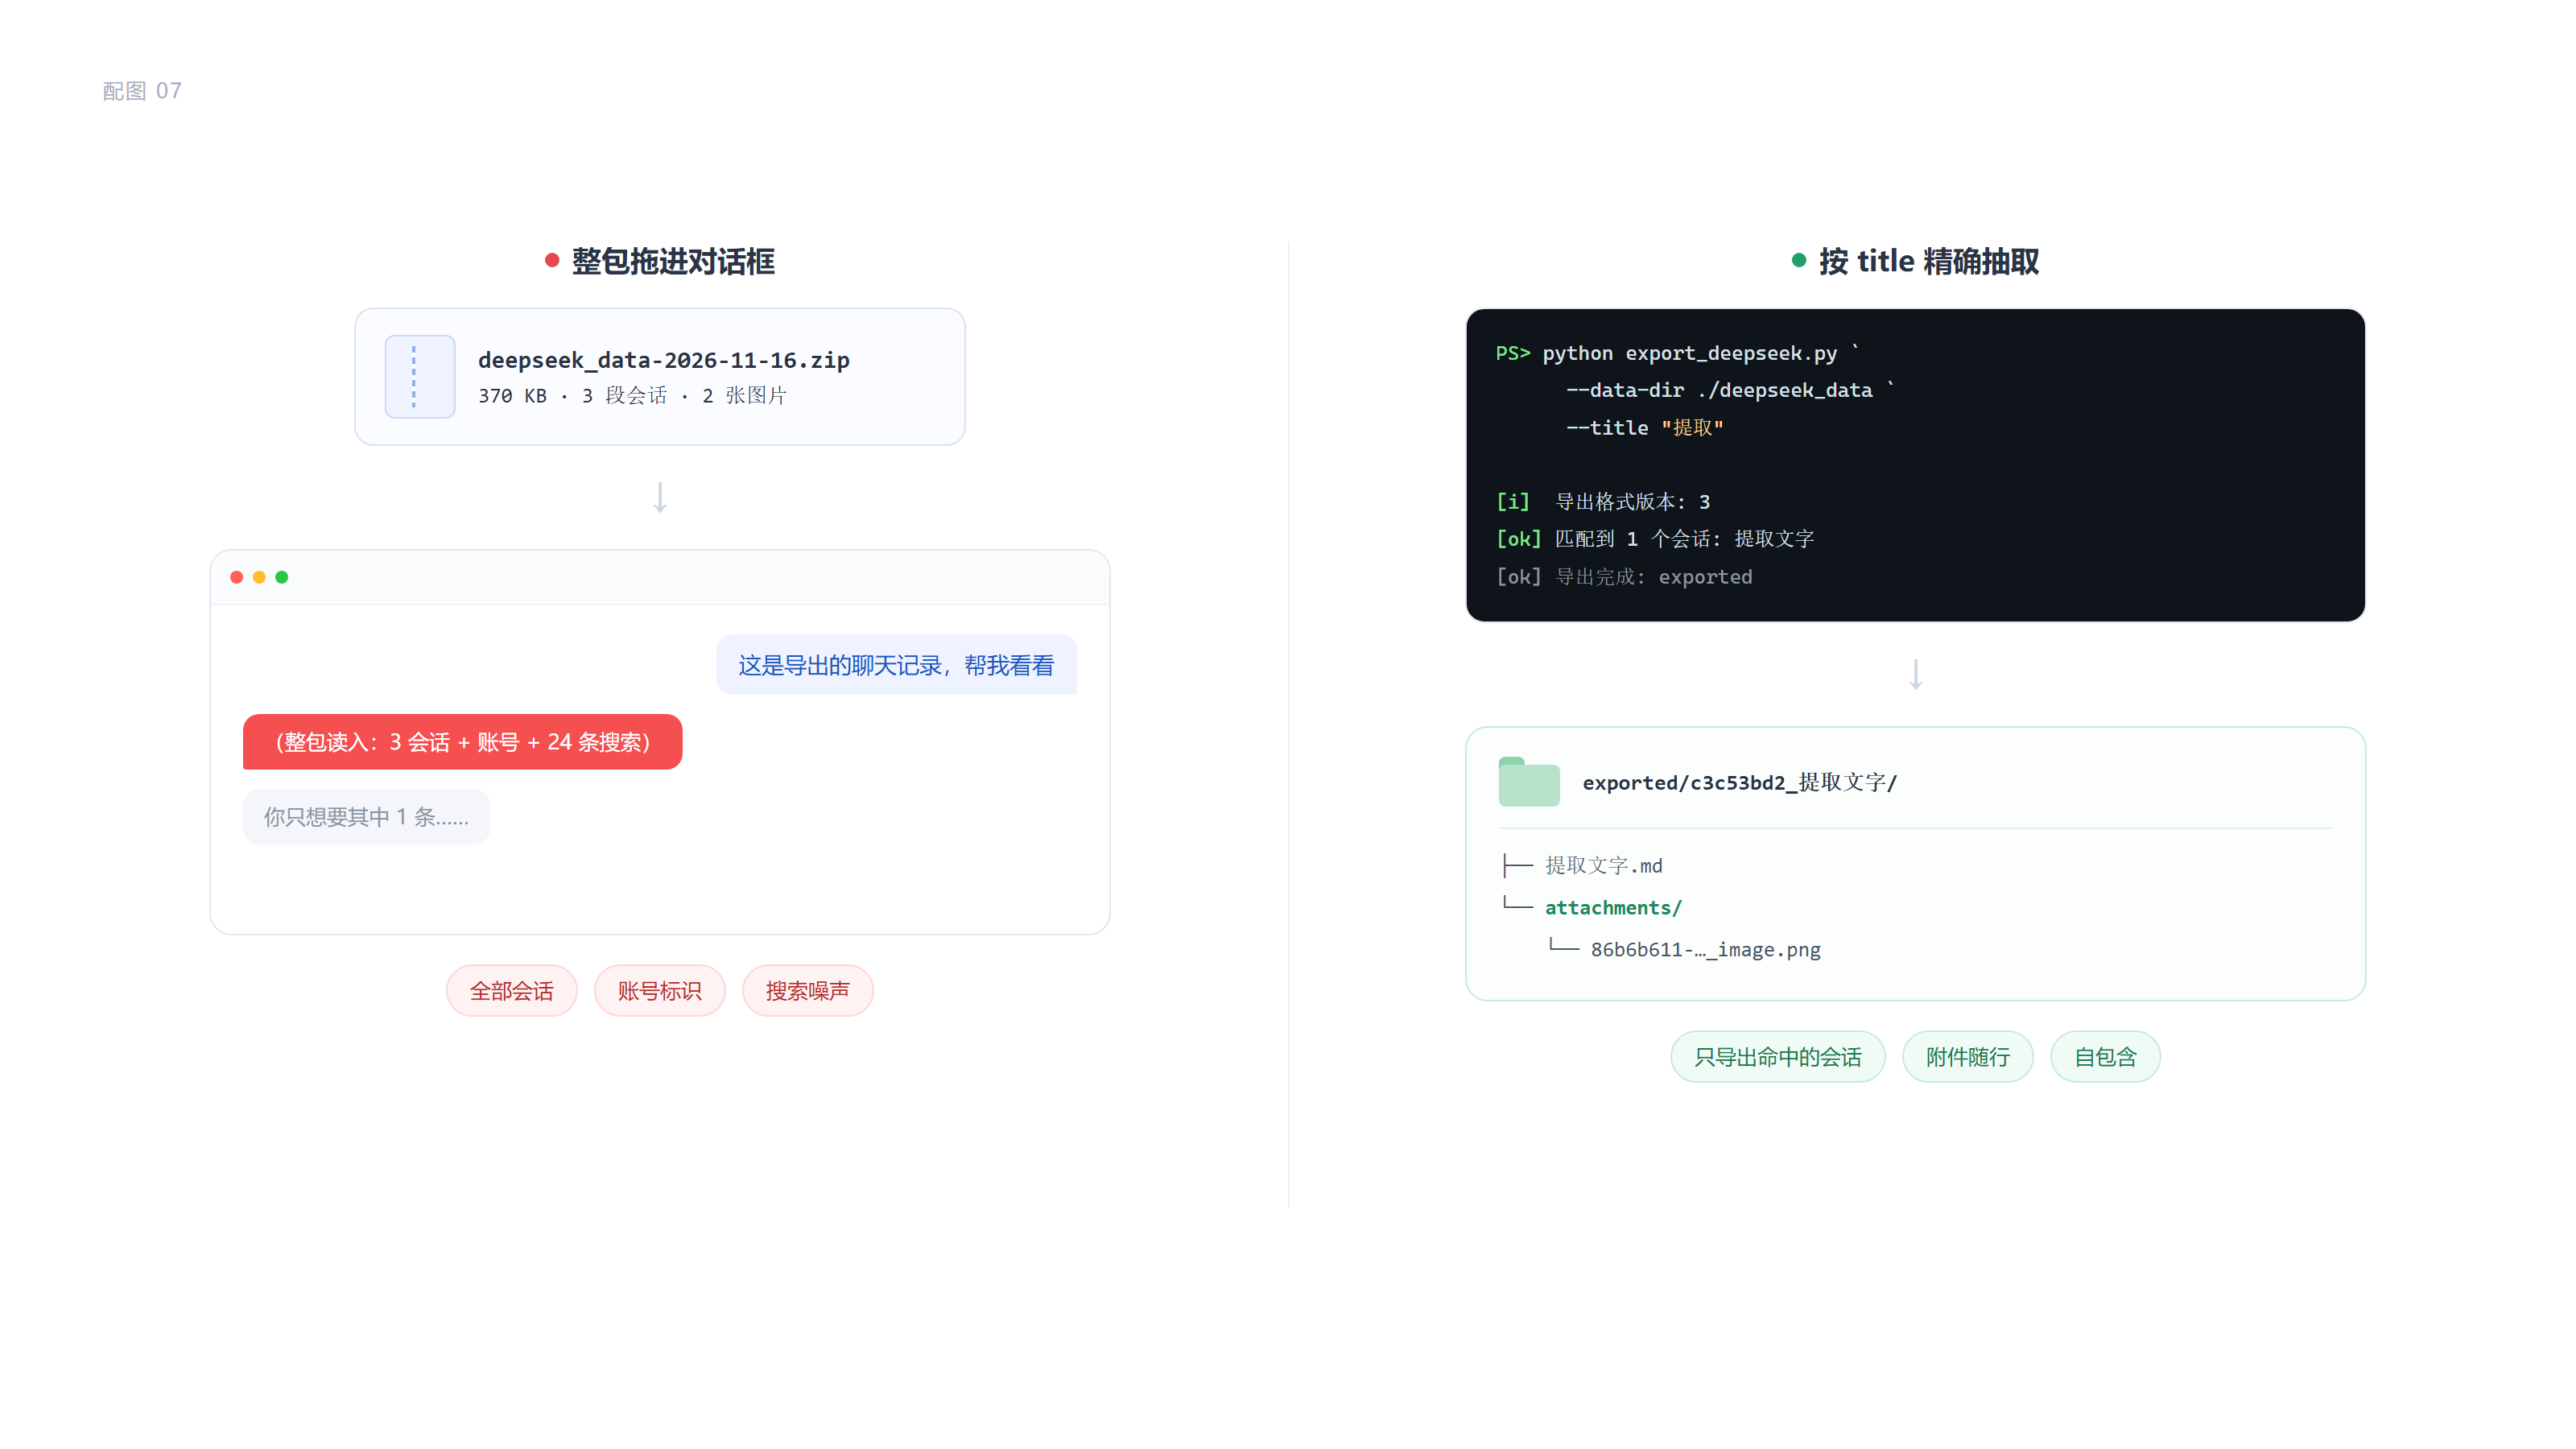 配图 07
整包拖进对话框
deepseek_data-2026-11-16.zip
370 KB · 3 段会话 · 2 张图片
↓
这是导出的聊天记录，帮我看看
（整包读入：3 会话 + 账号 + 24 条搜索）
你只想要其中 1 条……
全部会话 账号标识 搜索噪声
按 title 精确抽取
PS> python export_deepseek.py `
--data-dir ./deepseek_data `
--title "提取"
[i] 导出格式版本: 3
[ok] 匹配到 1 个会话: 提取文字
[ok] 导出完成: exported
↓
exported/c3c53bd2_提取文字/
├── 提取文字.md
└── attachments/
└── 86b6b611-…_image.png
只导出命中的会话 附件随行 自包含